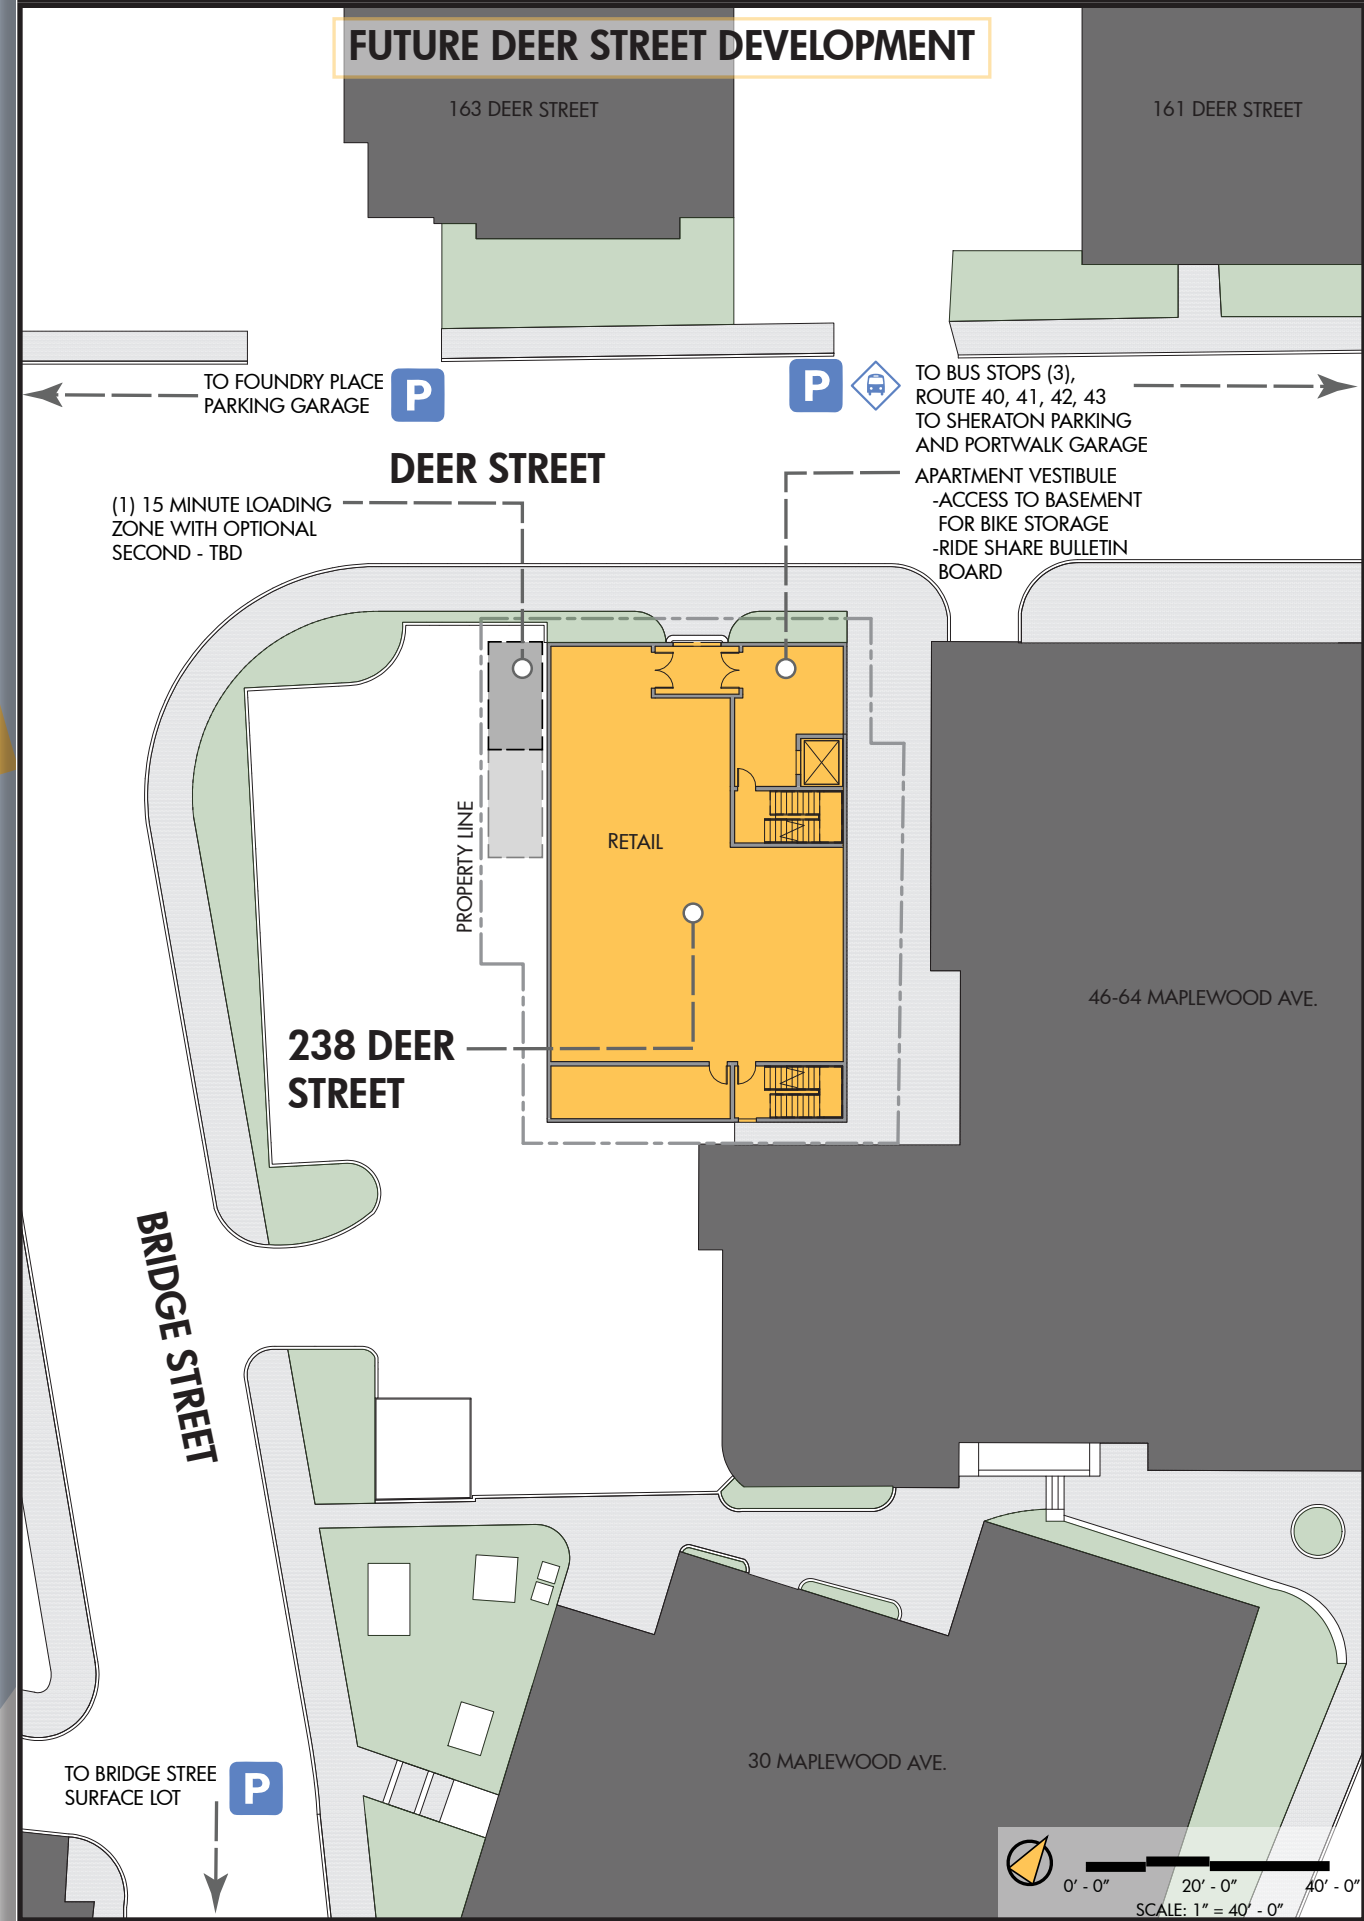 FUTURE DEER STREET DEVELOPMENT
163 DEER STREET
161 DEER STREET
TO FOUNDRY PLACE
PARKING GARAGE
P
P
TO BUS STOPS (3),
ROUTE 40, 41, 42, 43
TO SHERATON PARKING
AND PORTWALK GARAGE
DEER STREET
(1) 15 MINUTE LOADING
ZONE WITH OPTIONAL
SECOND - TBD
APARTMENT VESTIBULE
-ACCESS TO BASEMENT
FOR BIKE STORAGE
-RIDE SHARE BULLETIN
BOARD
PROPERTY LINE
RETAIL
46-64 MAPLEWOOD AVE.
238 DEER
STREET
BRIDGE STREET
TO BRIDGE STREE
SURFACE LOT
P
30 MAPLEWOOD AVE.
0' - 0"
20' - 0"
40' - 0"
SCALE: 1" = 40' - 0"